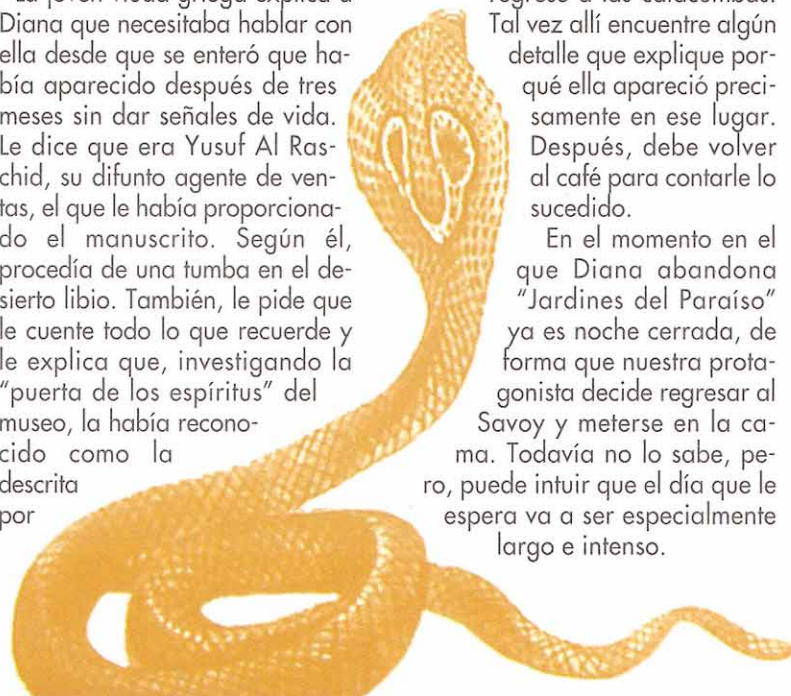 La joven viuda griega explica a
Diana que necesitaba hablar con
ella desde que se enteró que ha-
bía aparecido después de tres
meses sin dar señales de vida.
Le dice que era Yusuf Al Ras-
chid, su difunto agente de ven-
tas, el que le había proporciona-
do el manuscrito. Según él,
procedía de una tumba en el de-
sierto libio. También, le pide que
le cuente todo lo que recuerde y
le explica que, investigando la
“puerta de los espíritus” del
museo, la había recono-
cido como la
descrita
por
regreso a las catacumbas.
Tal vez allí encuentre algún
detalle que explique por-
qué ella apareció preci-
samente en ese lugar.
Después, debe volver
al café para contarle lo
sucedido.
En el momento en el
que Diana abandona
“Jardines del Paraíso”
ya es noche cerrada, de
forma que nuestra prota-
gonista decide regresar al
Savoy y meterse en la ca-
ma. Todavía no lo sabe, pe-
ro, puede intuir que el día que le
espera va a ser especialmente
largo e intenso.